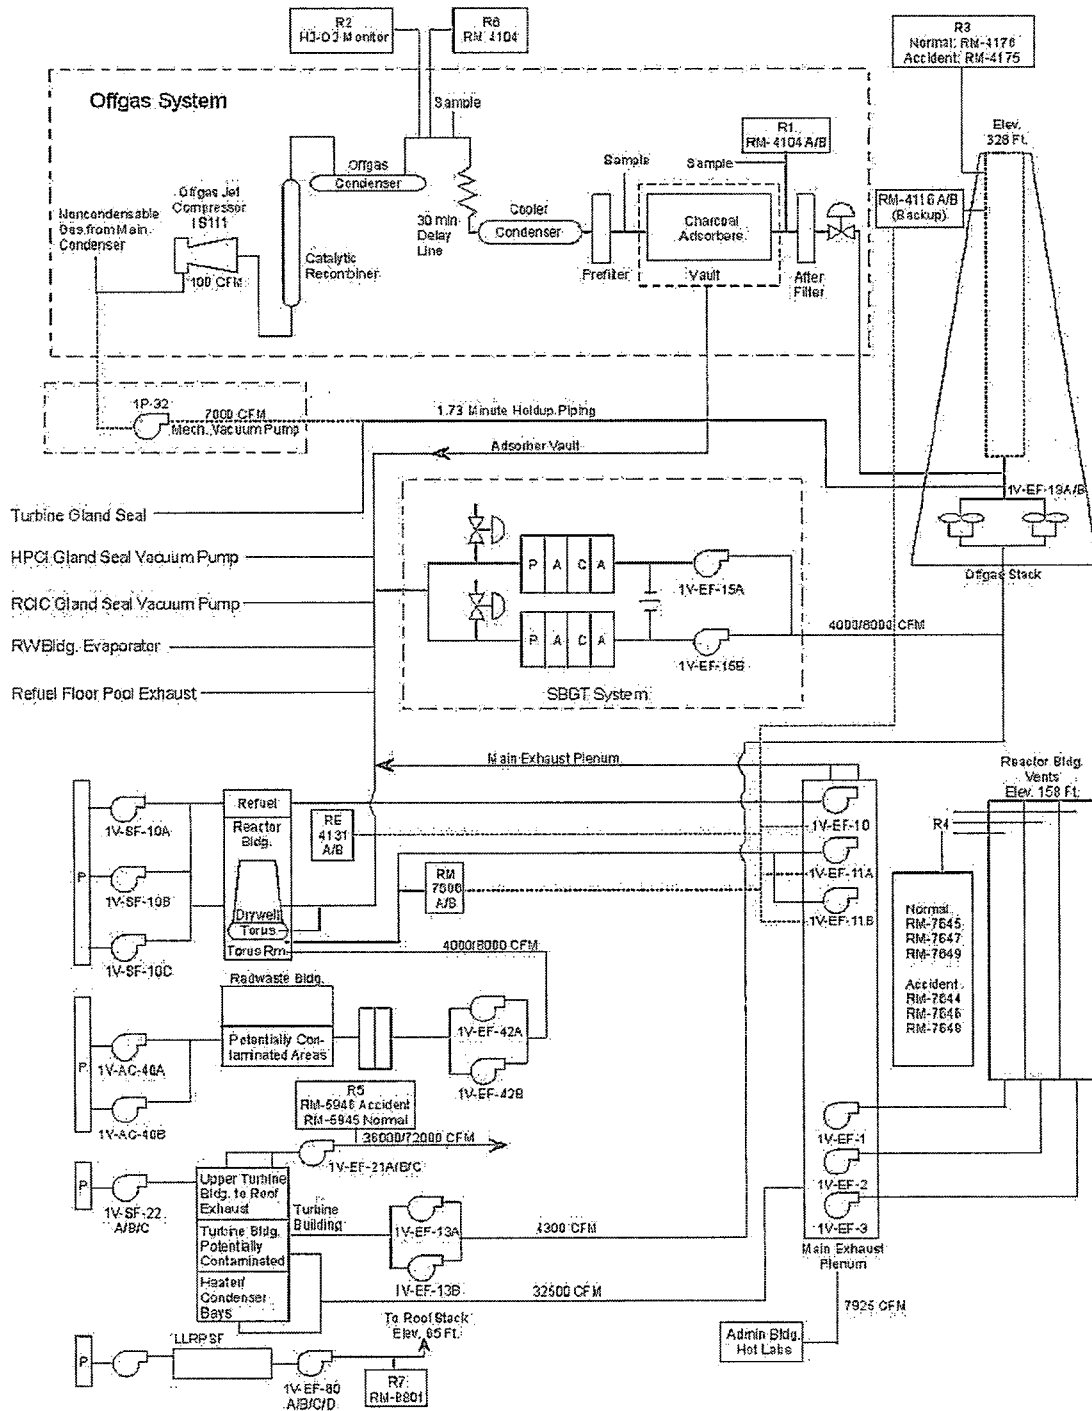 R2
H2-O2 Monitor
R6
RM 4104
R3
Normal: RM-4176
Accident: RM-4175
Offgas System
Sample
Elev.
328 Ft.
R1
RM-4104 A/B
Sample
Sample
Offgas
Condenser
RM-4116 A/B
(Backup)
Offgas Jet
Compressor
1S111
Noncondensable
Gas from Main
Condenser
100 CFM
Catalytic
Recombiner
30 min
Delay
Line
Cooler
Condenser
Prefilter
Charcoal
Adsorbers
Vault
After
Filter
1P-32
7000 CFM
Mech. Vacuum Pump
1.73 Minute Holdup Piping
Adsorber Vault
1V-EF-18A/B
Offgas Stack
Turbine Gland Seal
HPCI Gland Seal Vacuum Pump
RCIC Gland Seal Vacuum Pump
RW Bldg. Evaporator
Refuel Floor Pool Exhaust
P A C A
1V-EF-15A
P A C A
1V-EF-15B
4000/8000 CFM
SBGT System
Main Exhaust Plenum
Reactor Bldg.
Vents
Elev. 158 Ft.
R4
1V-SF-10A
1V-SF-10B
1V-SF-10C
P
Refuel
Reactor
Bldg.
Drywell
Torus
Torus Rm.
RE
4131
A/B
RM
7606
A/B
1V-EF-10
1V-EF-11A
1V-EF-11B
Normal
RM-7645
RM-7647
RM-7649
Accident
RM-7644
RM-7646
RM-7648
4000/8000 CFM
Radwaste Bldg.
Potentially Con-
taminated Areas
1V-EF-42A
1V-EF-42B
P
1V-AC-40A
1V-AC-40B
R5
RM-5946 Accident
RM-5945 Normal
36000/72000 CFM
1V-EF-21A/B/C
P
1V-SF-22
A/B/C
Upper Turbine
Bldg. to Roof
Exhaust
Turbine
Building
Turbine Bldg.
Potentially
Contaminated
Heater/
Condenser
Bays
1V-EF-13A
1V-EF-13B
4300 CFM
32500 CFM
1V-EF-1
1V-EF-2
1V-EF-3
Main Exhaust
Plenum
7925 CFM
Admin Bldg.
Hot Labs
To Roof Stack
Elev. 65 Ft.
P
LLRPSF
1V-EF-80
A/B/C/D
R7
RM-8801